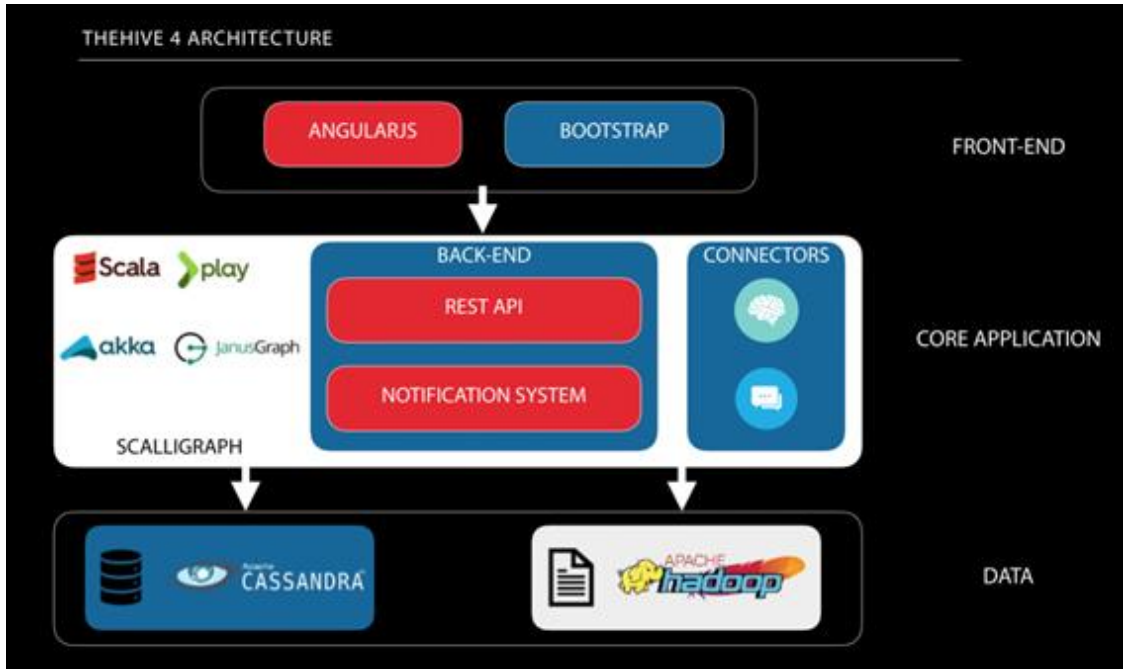 THEHIVE 4 ARCHITECTURE
ANGULARJS
BOOTSTRAP
FRONT-END
Scala
play
BACK-END
CONNECTORS
REST API
akka
JanusGraph
CORE APPLICATION
NOTIFICATION SYSTEM
SCALLIGRAPH
Apache
CASSANDRA
APACHE
hadoop
DATA